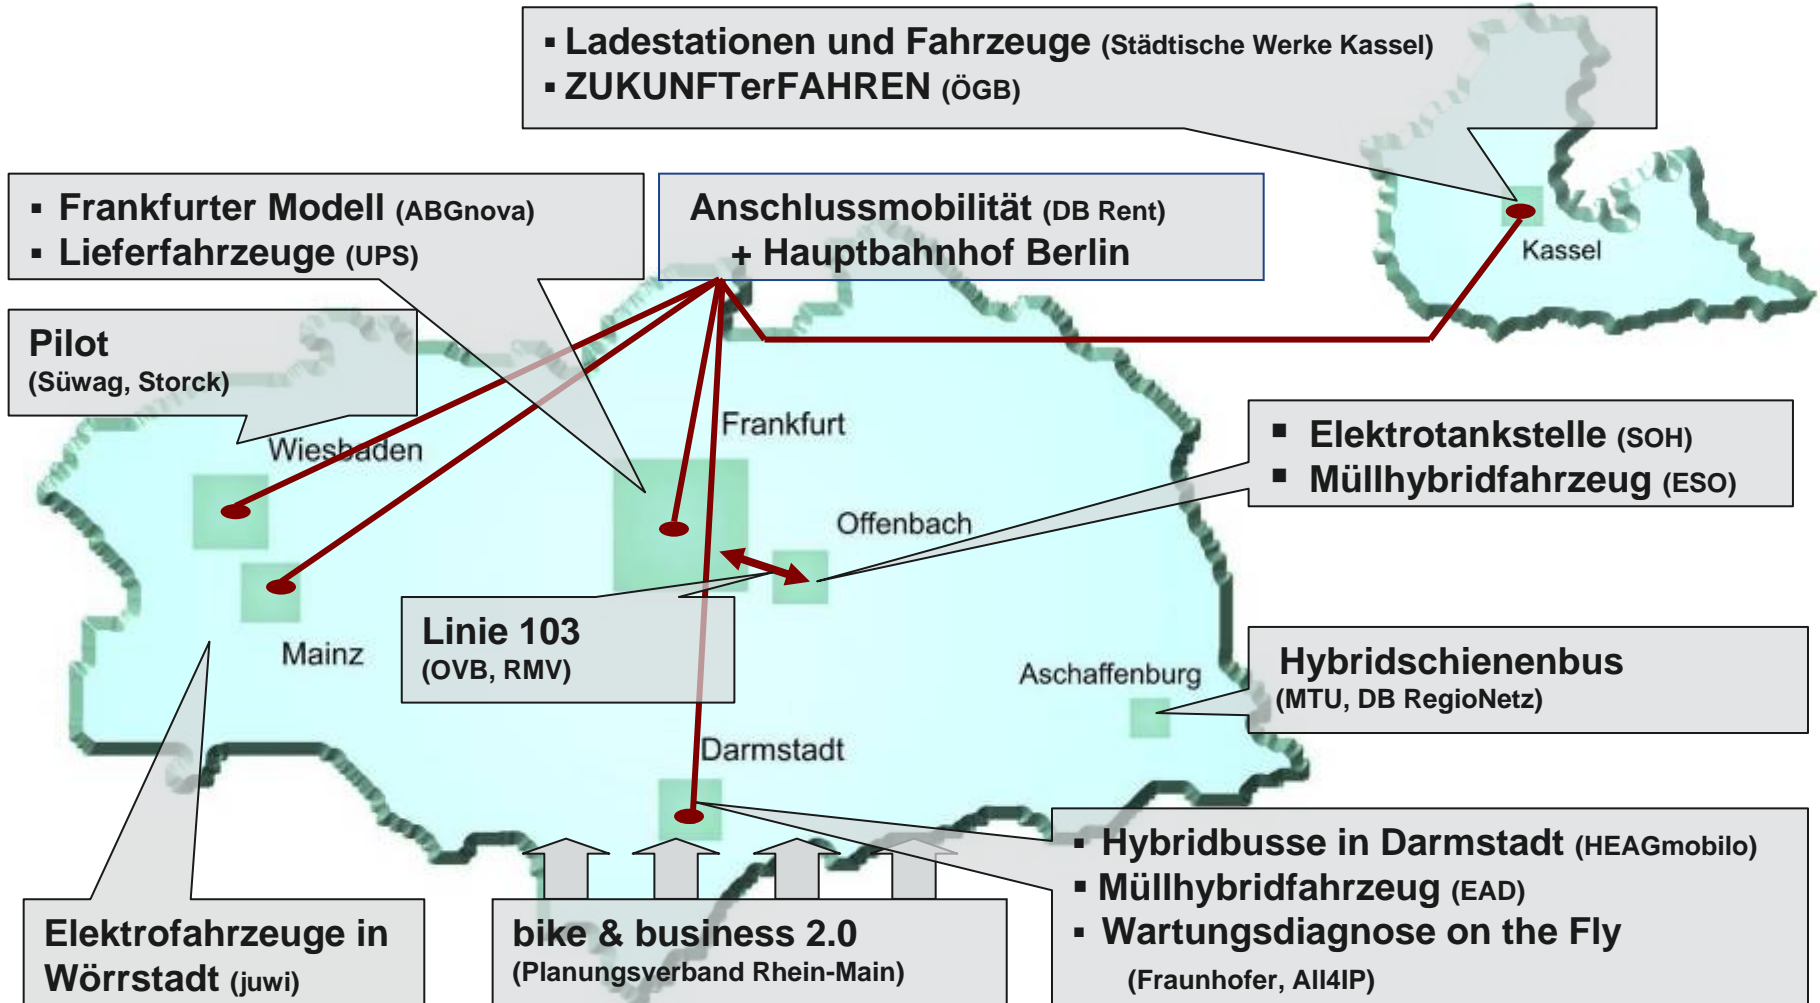 ▪ Ladestationen und Fahrzeuge (Städtische Werke Kassel)
▪ ZUKUNFTerFAHREN (ÖGB)
▪ Frankfurter Modell (ABGnova)
▪ Lieferfahrzeuge (UPS)
Anschlussmobilität (DB Rent)
+ Hauptbahnhof Berlin
Kassel
Pilot
(Süwag, Storck)
Wiesbaden
Frankfurt
▪ Elektrotankstelle (SOH)
▪ Müllhybridfahrzeug (ESO)
Offenbach
Linie 103
(OVB, RMV)
Mainz
Aschaffenburg
Hybridschienenbus
(MTU, DB RegioNetz)
Darmstadt
▪ Hybridbusse in Darmstadt (HEAGmobilo)
▪ Müllhybridfahrzeug (EAD)
▪ Wartungsdiagnose on the Fly
(Fraunhofer, All4IP)
Elektrofahrzeuge in
Wörrstadt (juwi)
bike & business 2.0
(Planungsverband Rhein-Main)